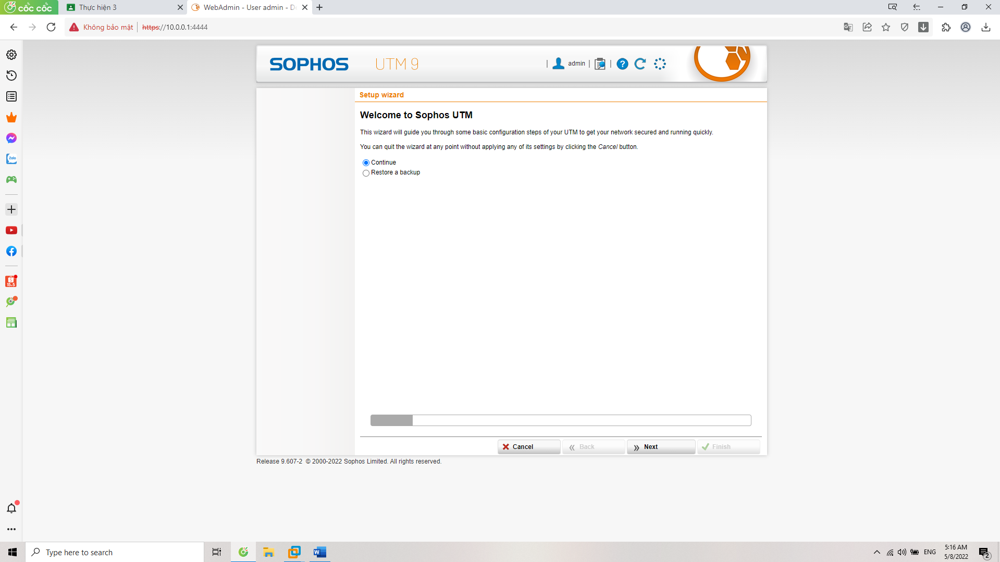 cốc cốc
Thực hiện 3
WebAdmin - User admin - De
Không bảo mật
https://10.0.0.1:4444
SOPHOS
UTM 9
| admin | |
Setup wizard
Welcome to Sophos UTM
This wizard will guide you through some basic configuration steps of your UTM to get your network secured and running quickly.
You can quit the wizard at any point without applying any of its settings by clicking the Cancel button.
Continue
Restore a backup
Zalo
15.5
Cancel
Back
Next
Finish
Release 9.607-2 © 2000-2022 Sophos Limited. All rights reserved.
Type here to search
ENG
5:16 AM
5/8/2022
2